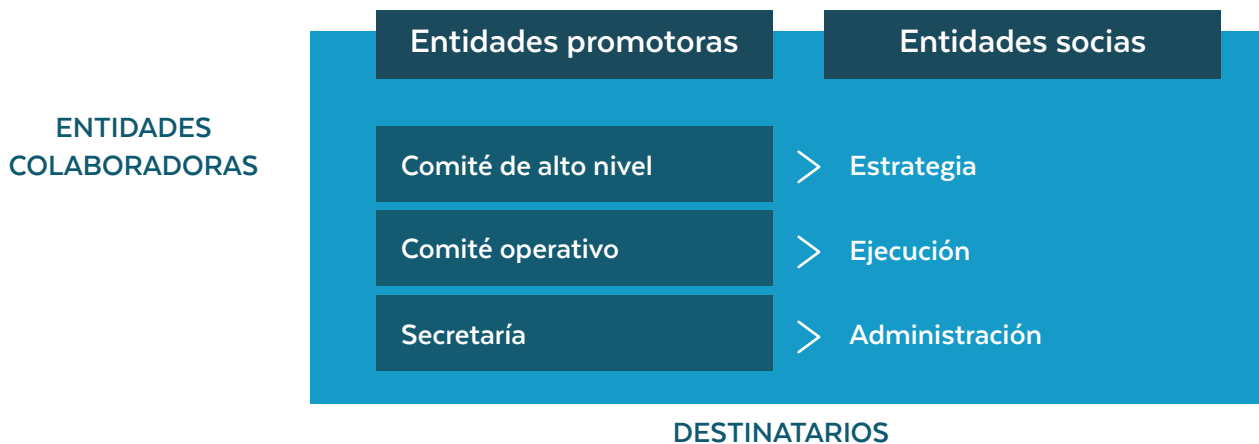 Entidades promotoras
Entidades socias
ENTIDADES
COLABORADORAS
Comité de alto nivel
Estrategia
Comité operativo
Ejecución
Secretaría
Administración
DESTINATARIOS